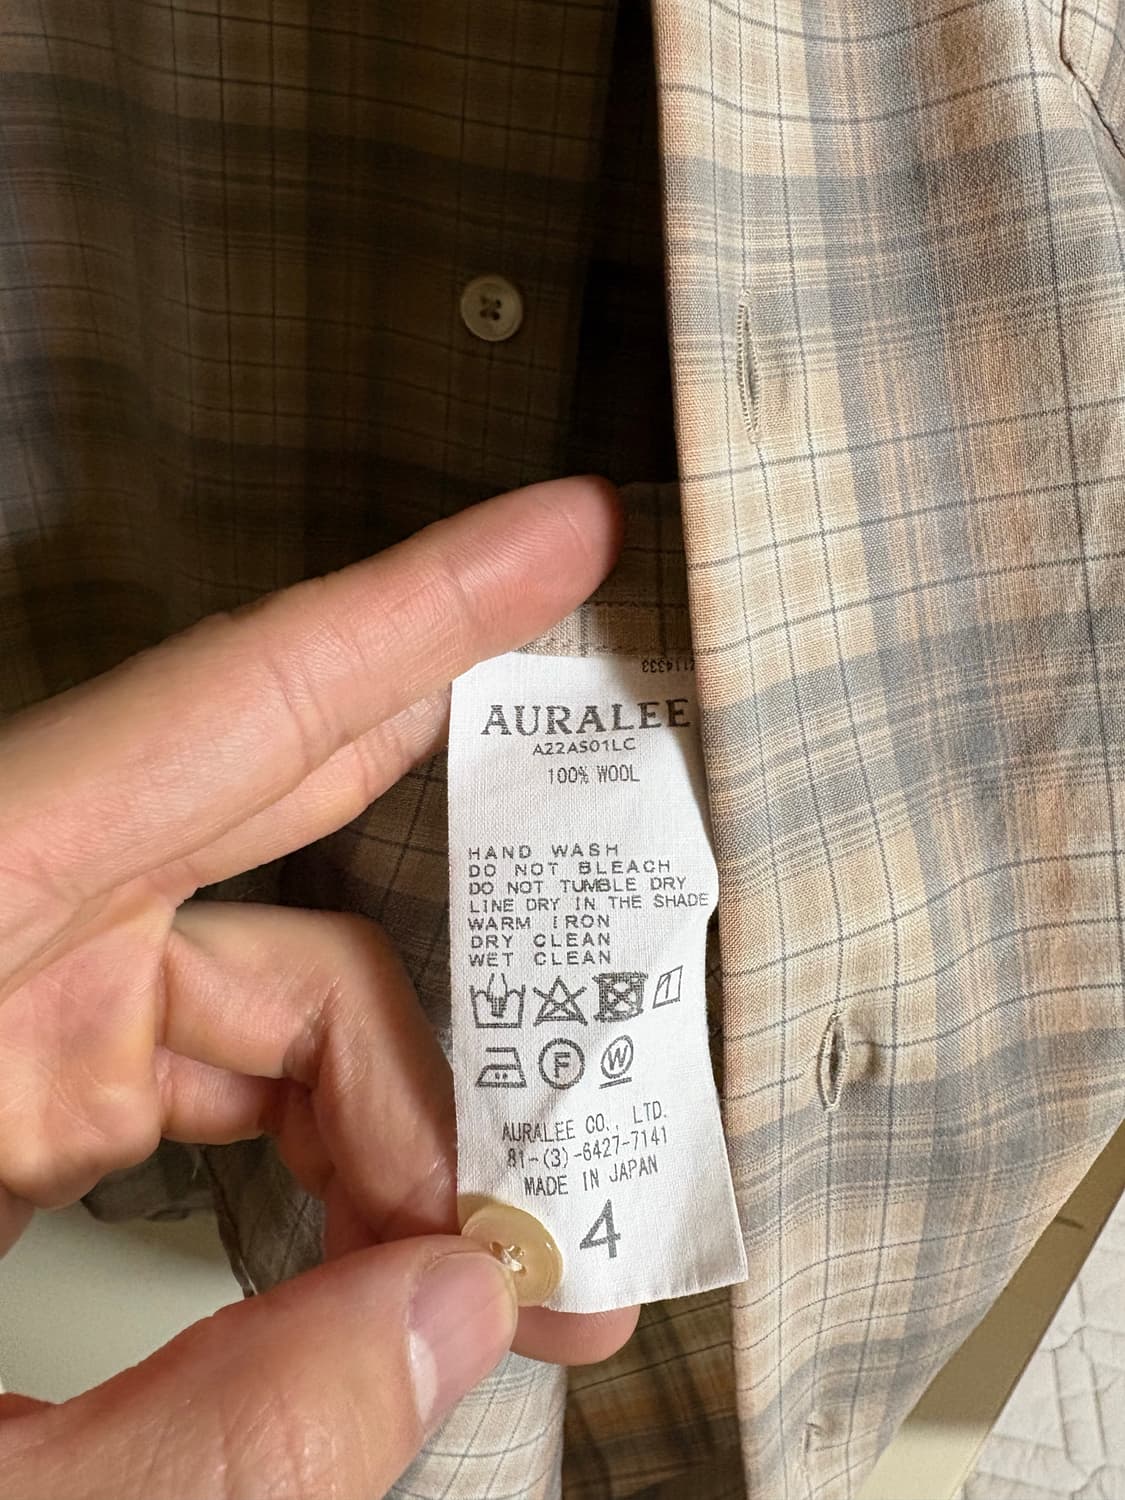 AURALEE
A22AS01LC
100% WOOL
HAND WASH
DO NOT BLEACH
DO NOT TUMBLE DRY
LINE DRY IN THE SHADE
WARM IRON
DRY CLEAN
WET CLEAN
F W
AURALEE CO., LTD.
81-(3)-6427-7141
MADE IN JAPAN
4